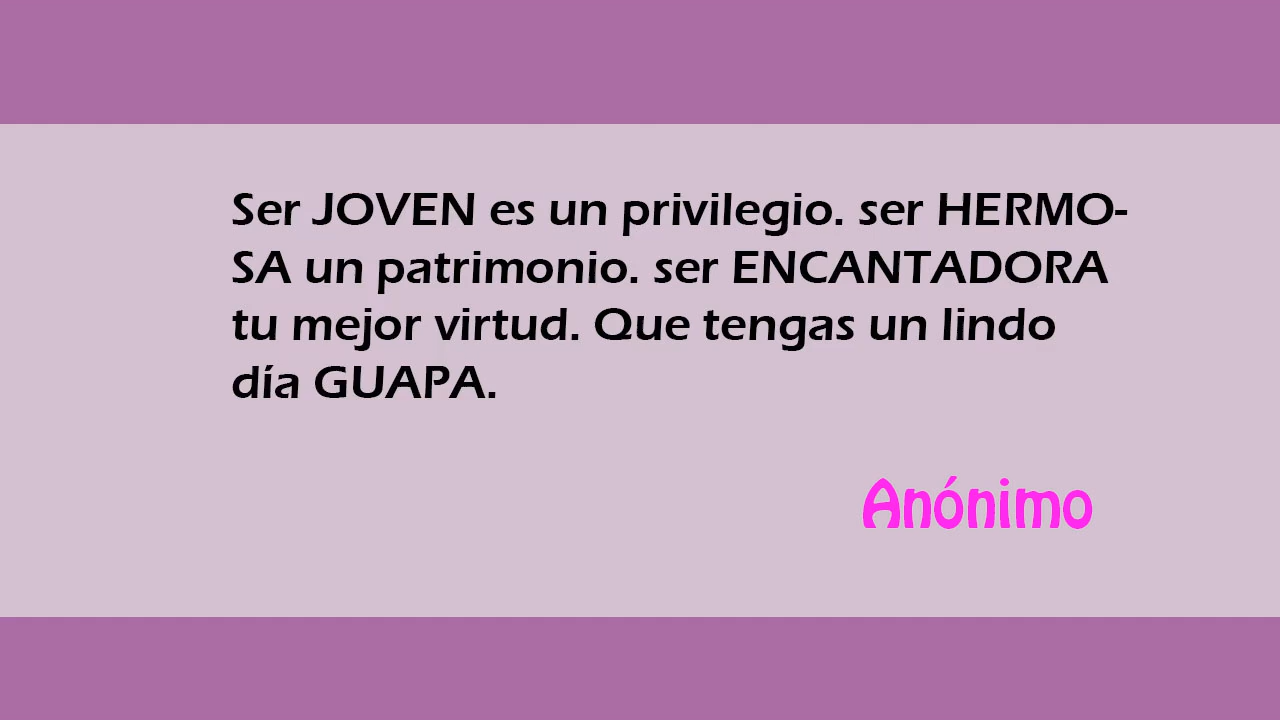 Ser JOVEN es un privilegio. ser HERMO-
SA un patrimonio. ser ENCANTADORA
tu mejor virtud. Que tengas un lindo
día GUAPA.
Anónimo